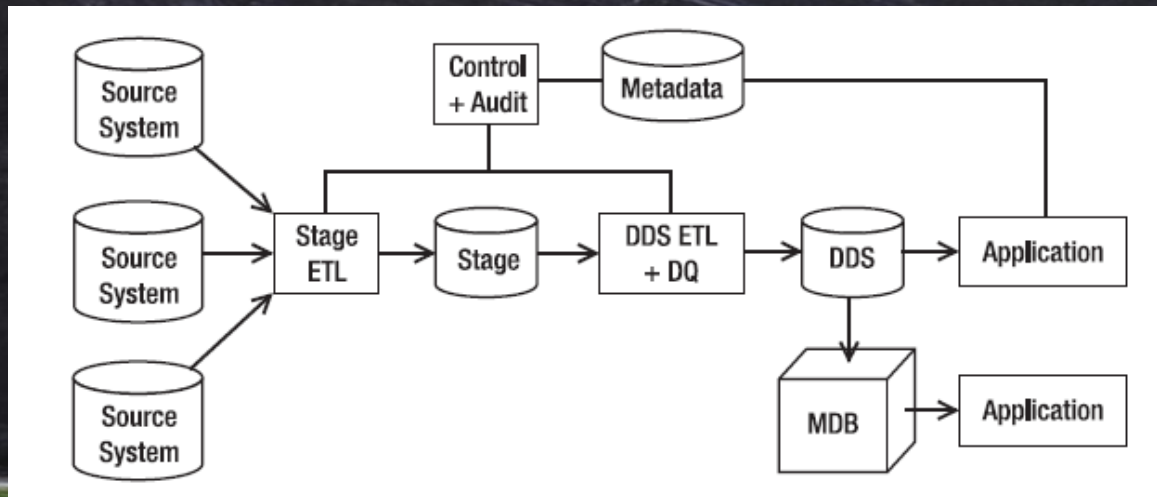 Source
System
Control
+ Audit
Metadata
Source
System
Stage
ETL
Stage
DDS ETL
+ DQ
DDS
Application
Source
System
MDB
Application